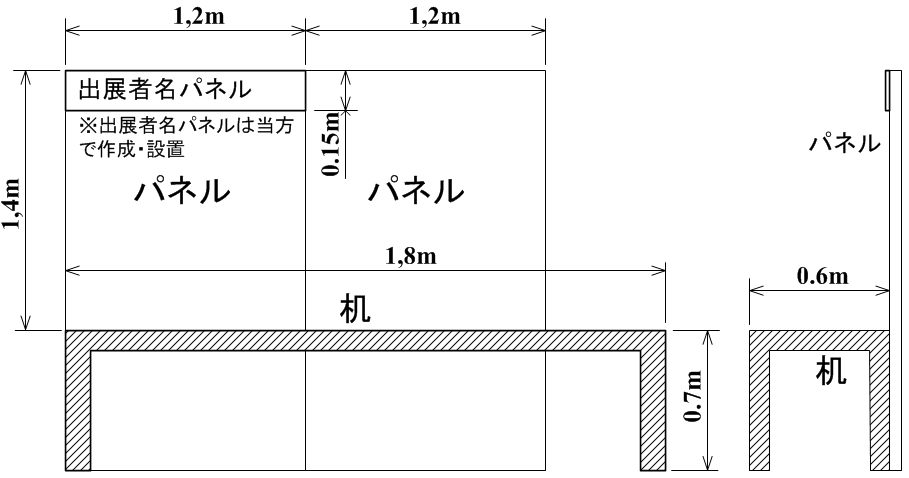 1,2m
1,2m
出展者名パネル
※出展者名パネルは当方
で作成・設置
0.15m
パネル
パネル
パネル
1,4m
1,8m
0.6m
机
机
0.7m